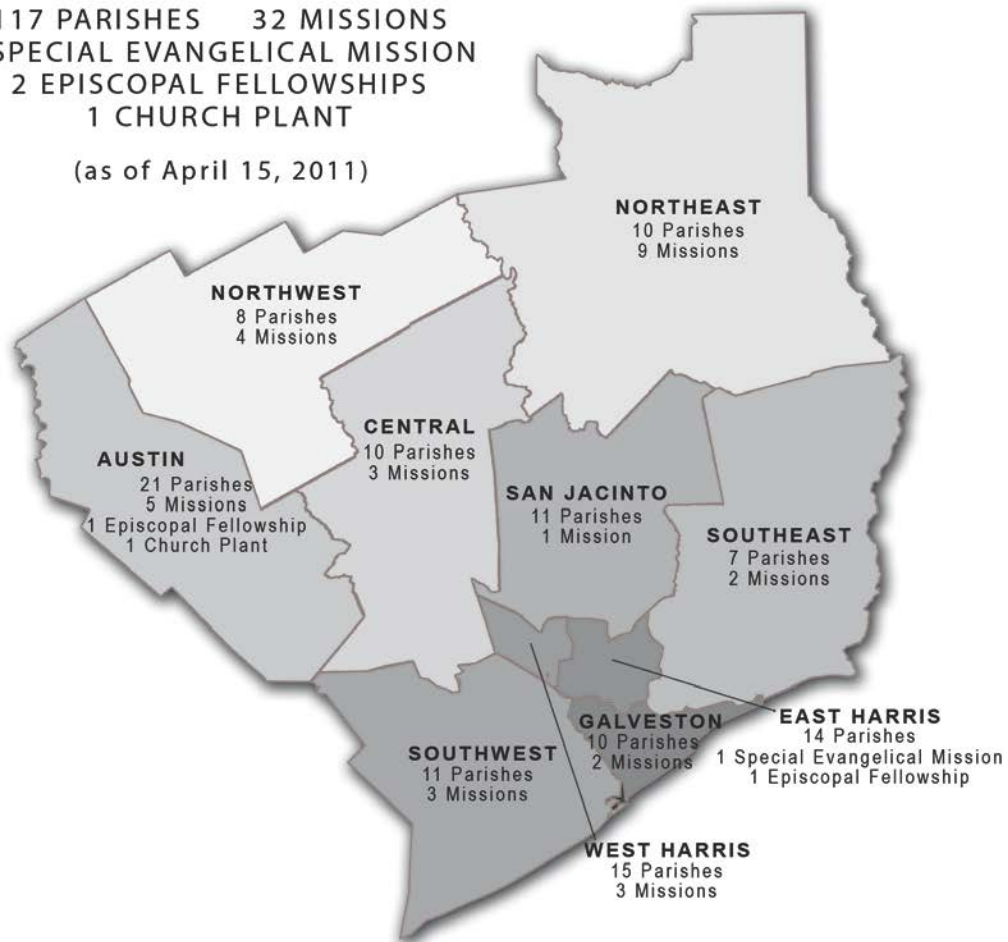 117 PARISHES 32 MISSIONS
SPECIAL EVANGELICAL MISSION
2 EPISCOPAL FELLOWSHIPS
1 CHURCH PLANT
(as of April 15, 2011)
NORTHEAST
10 Parishes
9 Missions
NORTHWEST
8 Parishes
4 Missions
CENTRAL
10 Parishes
3 Missions
AUSTIN
21 Parishes
5 Missions
1 Episcopal Fellowship
1 Church Plant
SAN JACINTO
11 Parishes
1 Mission
SOUTHEAST
7 Parishes
2 Missions
EAST HARRIS
14 Parishes
1 Special Evangelical Mission
1 Episcopal Fellowship
GALVESTON
10 Parishes
2 Missions
SOUTHWEST
11 Parishes
3 Missions
WEST HARRIS
15 Parishes
3 Missions